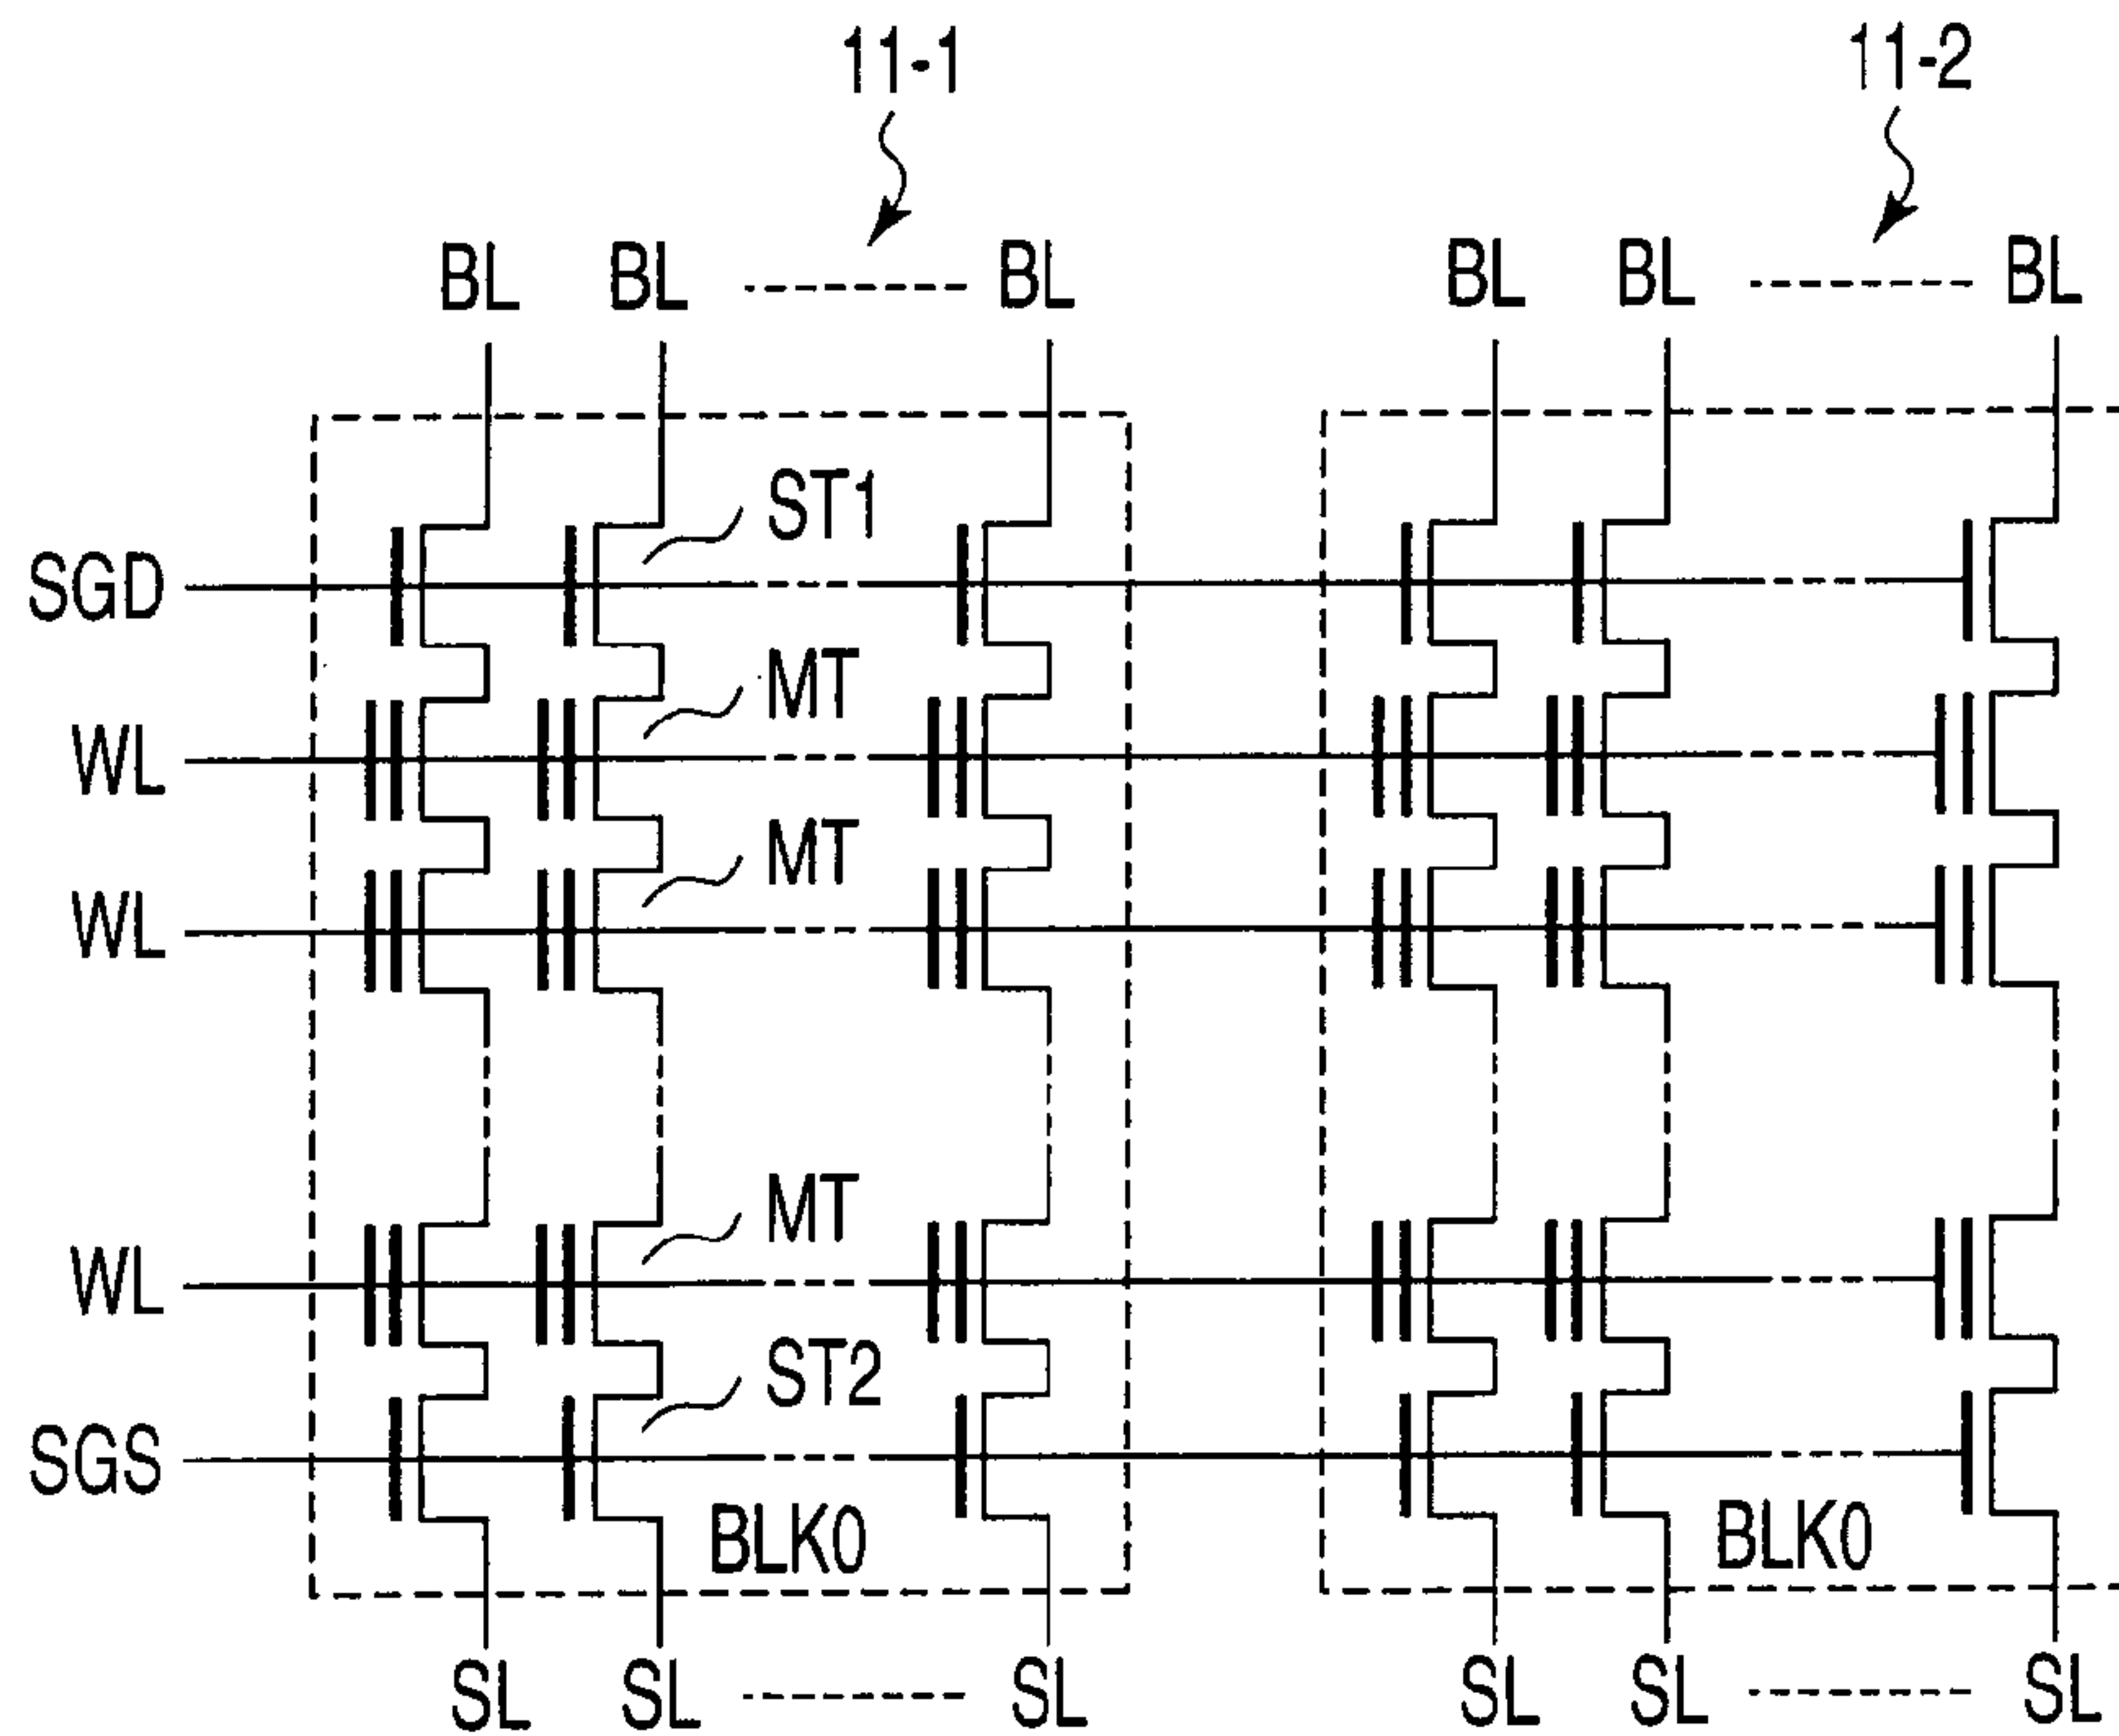 11-1 11-2
BL BL BL BL BL BL
ST1
SGD
MT
WL
MT
WL
MT
WL
ST2
SGS
BLK0 BLK0
SL SL SL SL SL SL